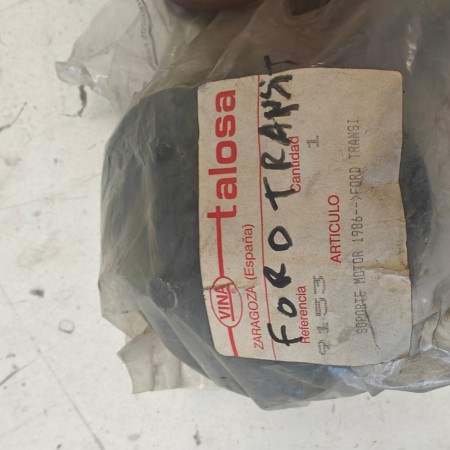 VINA talosa
ZARAGOZA (España)
FORD TRANSIT
Referencia Cantidad
9153 1
ARTICULO
SOPORTE MOTOR 1986-->FORD TRANSI